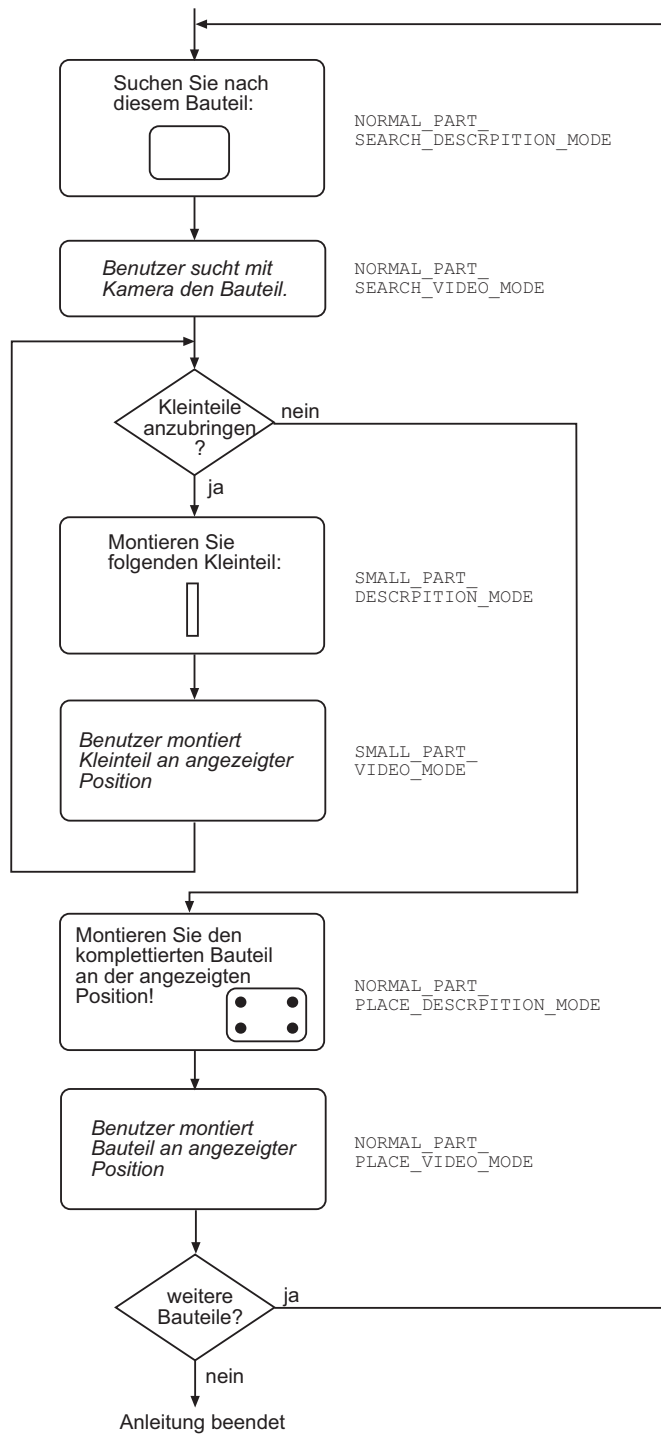 Suchen Sie nach
diesem Bauteil:
NORMAL_PART_
SEARCH_DESCRPITION_MODE
Benutzer sucht mit
Kamera den Bauteil.
NORMAL_PART_
SEARCH_VIDEO_MODE
Kleinteile
anzubringen
?
nein
ja
Montieren Sie
folgenden Kleinteil:
SMALL_PART_
DESCRPITION_MODE
Benutzer montiert
Kleinteil an angezeigter
Position
SMALL_PART_
VIDEO_MODE
Montieren Sie den
komplettierten Bauteil
an der angezeigten
Position!
NORMAL_PART_
PLACE_DESCRPITION_MODE
Benutzer montiert
Bauteil an angezeigter
Position
NORMAL_PART_
PLACE_VIDEO_MODE
weitere
Bauteile?
ja
nein
Anleitung beendet